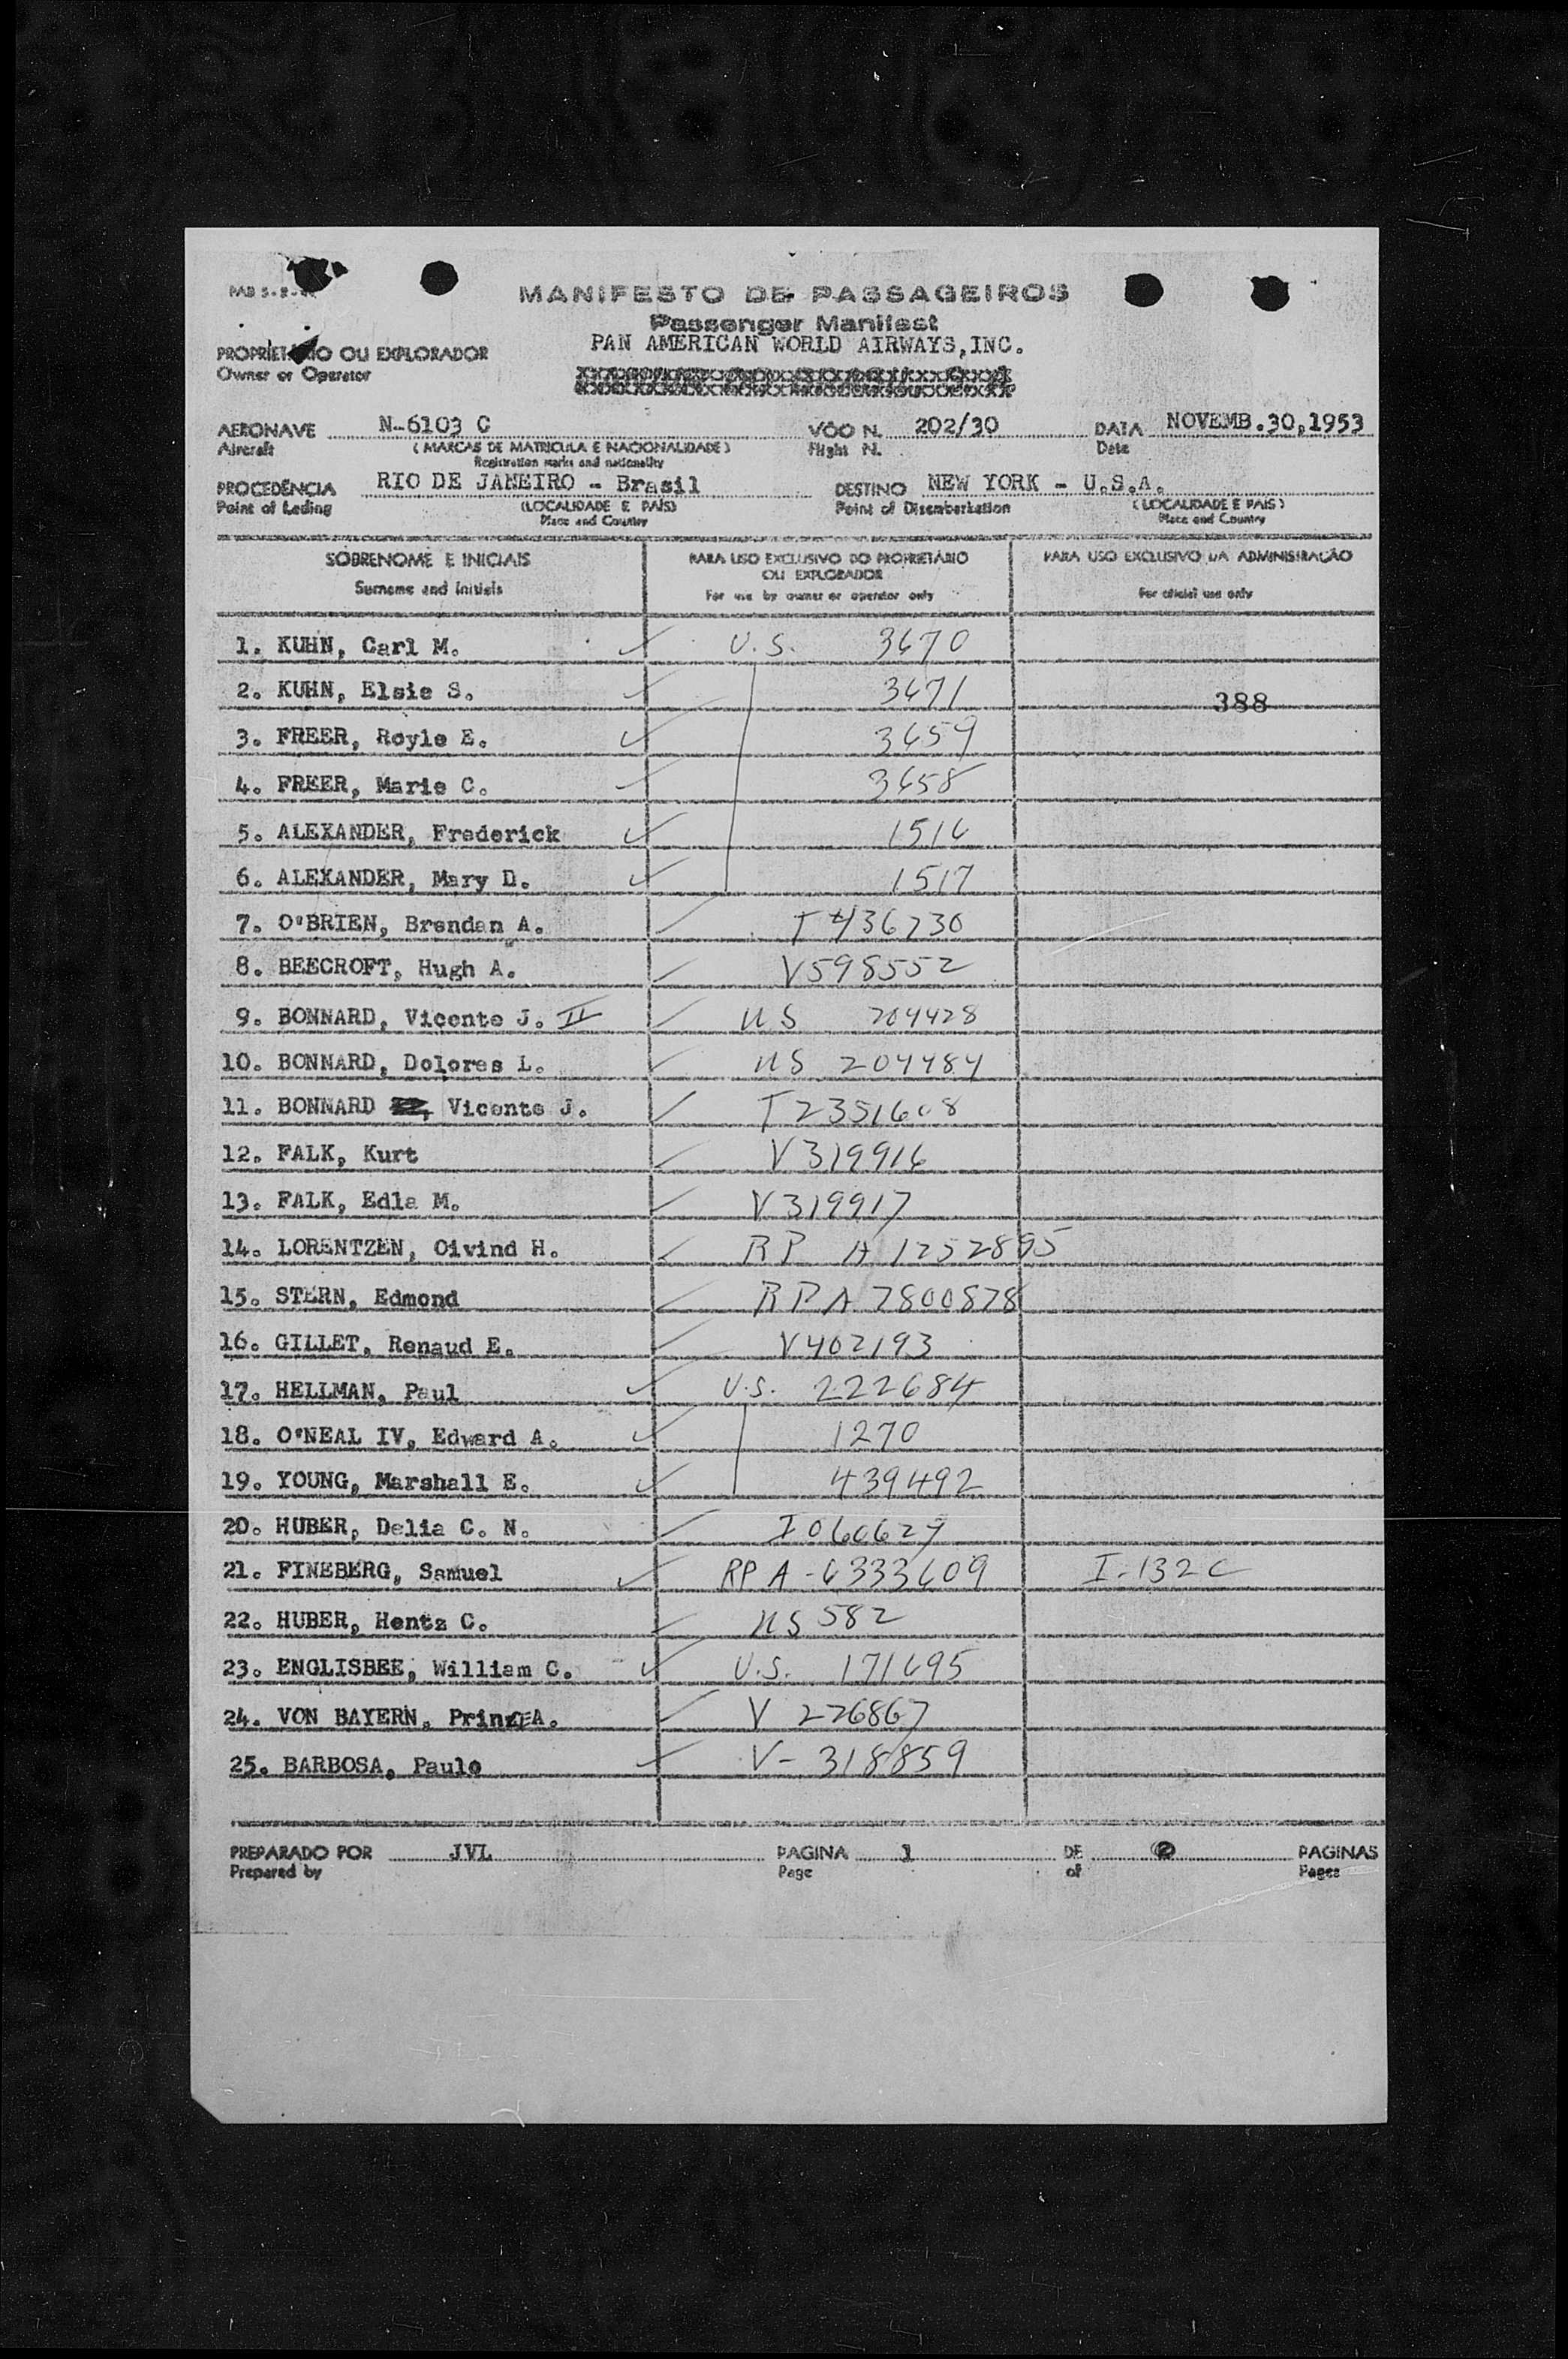 PAB 5-2-
MANIFESTO DE PASSAGEIROS
Passenger Manifest
PROPRIETÁRIO OU EXPLORADOR PAN AMERICAN WORLD AIRWAYS,INC.
Owner or Operator
AERONAVE N-6103 C VÔO N. 202/30 DATA NOVEMB.30,1953
Aircraft (MARCAS DE MATRICULA E NACIONALIDADE) Flight N. Date
Registration marks and nationality
PROCEDÊNCIA RIO DE JANEIRO - Brasil DESTINO NEW YORK - U.S.A.
Point of Lading (LOCALIDADE E PAÍS) Point of Disembarkation (LOCALIDADE E PAIS)
Place and Country Place and Country
SOBRENOME E INICIAIS PARA USO EXCLUSIVO DO PROPRIETÁRIO OU EXPLORADOR PARA USO EXCLUSIVO DA ADMINISTRAÇÃO
Surname and Initials For use by owner or operator only For official use only
1. KUHN, Carl M. U.S. 3670
2. KUHN, Elsie S. 3671 388
3. FREER, Royle E. 3659
4. FREER, Marie C. 3658
5. ALEXANDER, Frederick 1516
6. ALEXANDER, Mary D. 1517
7. O'BRIEN, Brendan A.
8. BEECROFT, Hugh A. V598552
9. BONNARD, Vicente J. II US 204428
10. BONNARD, Dolores L. US 204484
11. BONNARD Vicente J. T2351608
12. FALK, Kurt V319916
13. FALK, Edla M. V319917
14. LORENTZEN, Oivind H. RP A 1252895
15. STERN, Edmond RPA 7800878
16. GILLET, Renaud E. V402193
17. HELLMAN, Paul U.S. 222684
18. O'NEAL IV, Edward A. 1270
19. YOUNG, Marshall E. 439492
20. HUBER, Delia C. N. I060627
21. FINEBERG, Samuel RP A-6333609 I-132C
22. HUBER, Hentz C. US 582
23. ENGLISBEE, William C. U.S. 171695
24. VON BAYERN, Prinz A. V 226867
25. BARBOSA, Paulo V-318859
PREPARADO POR JVL PAGINA 1 DE 2 PAGINAS
Prepared by Page of Pages